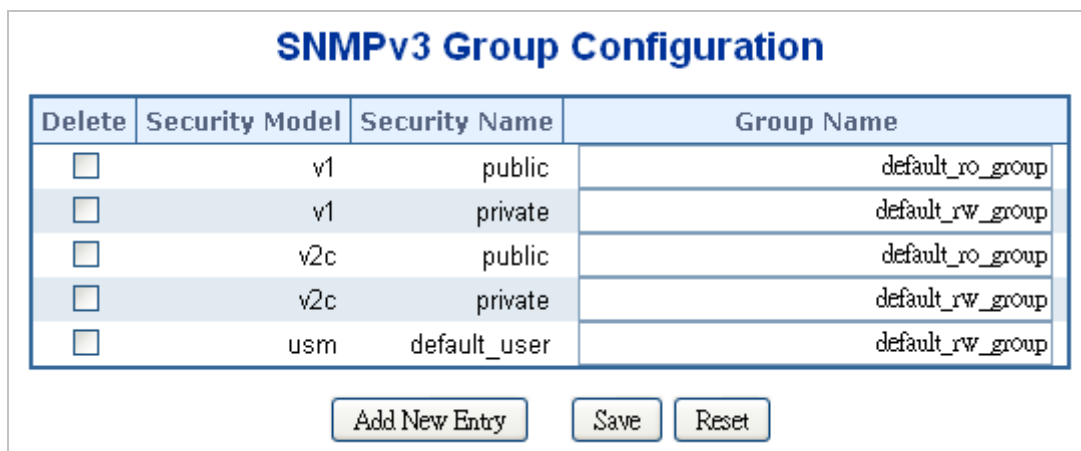 SNMPv3 Group Configuration
Delete Security Model Security Name Group Name
v1 public default_ro_group
v1 private default_rw_group
v2c public default_ro_group
v2c private default_rw_group
usm default_user default_rw_group
Add New Entry Save Reset